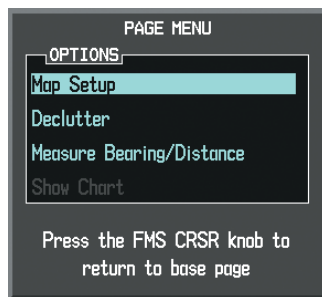 PAGE MENU
OPTIONS
Map Setup
Declutter
Measure Bearing/Distance
Show Chart
Press the FMS CRSR knob to
return to base page